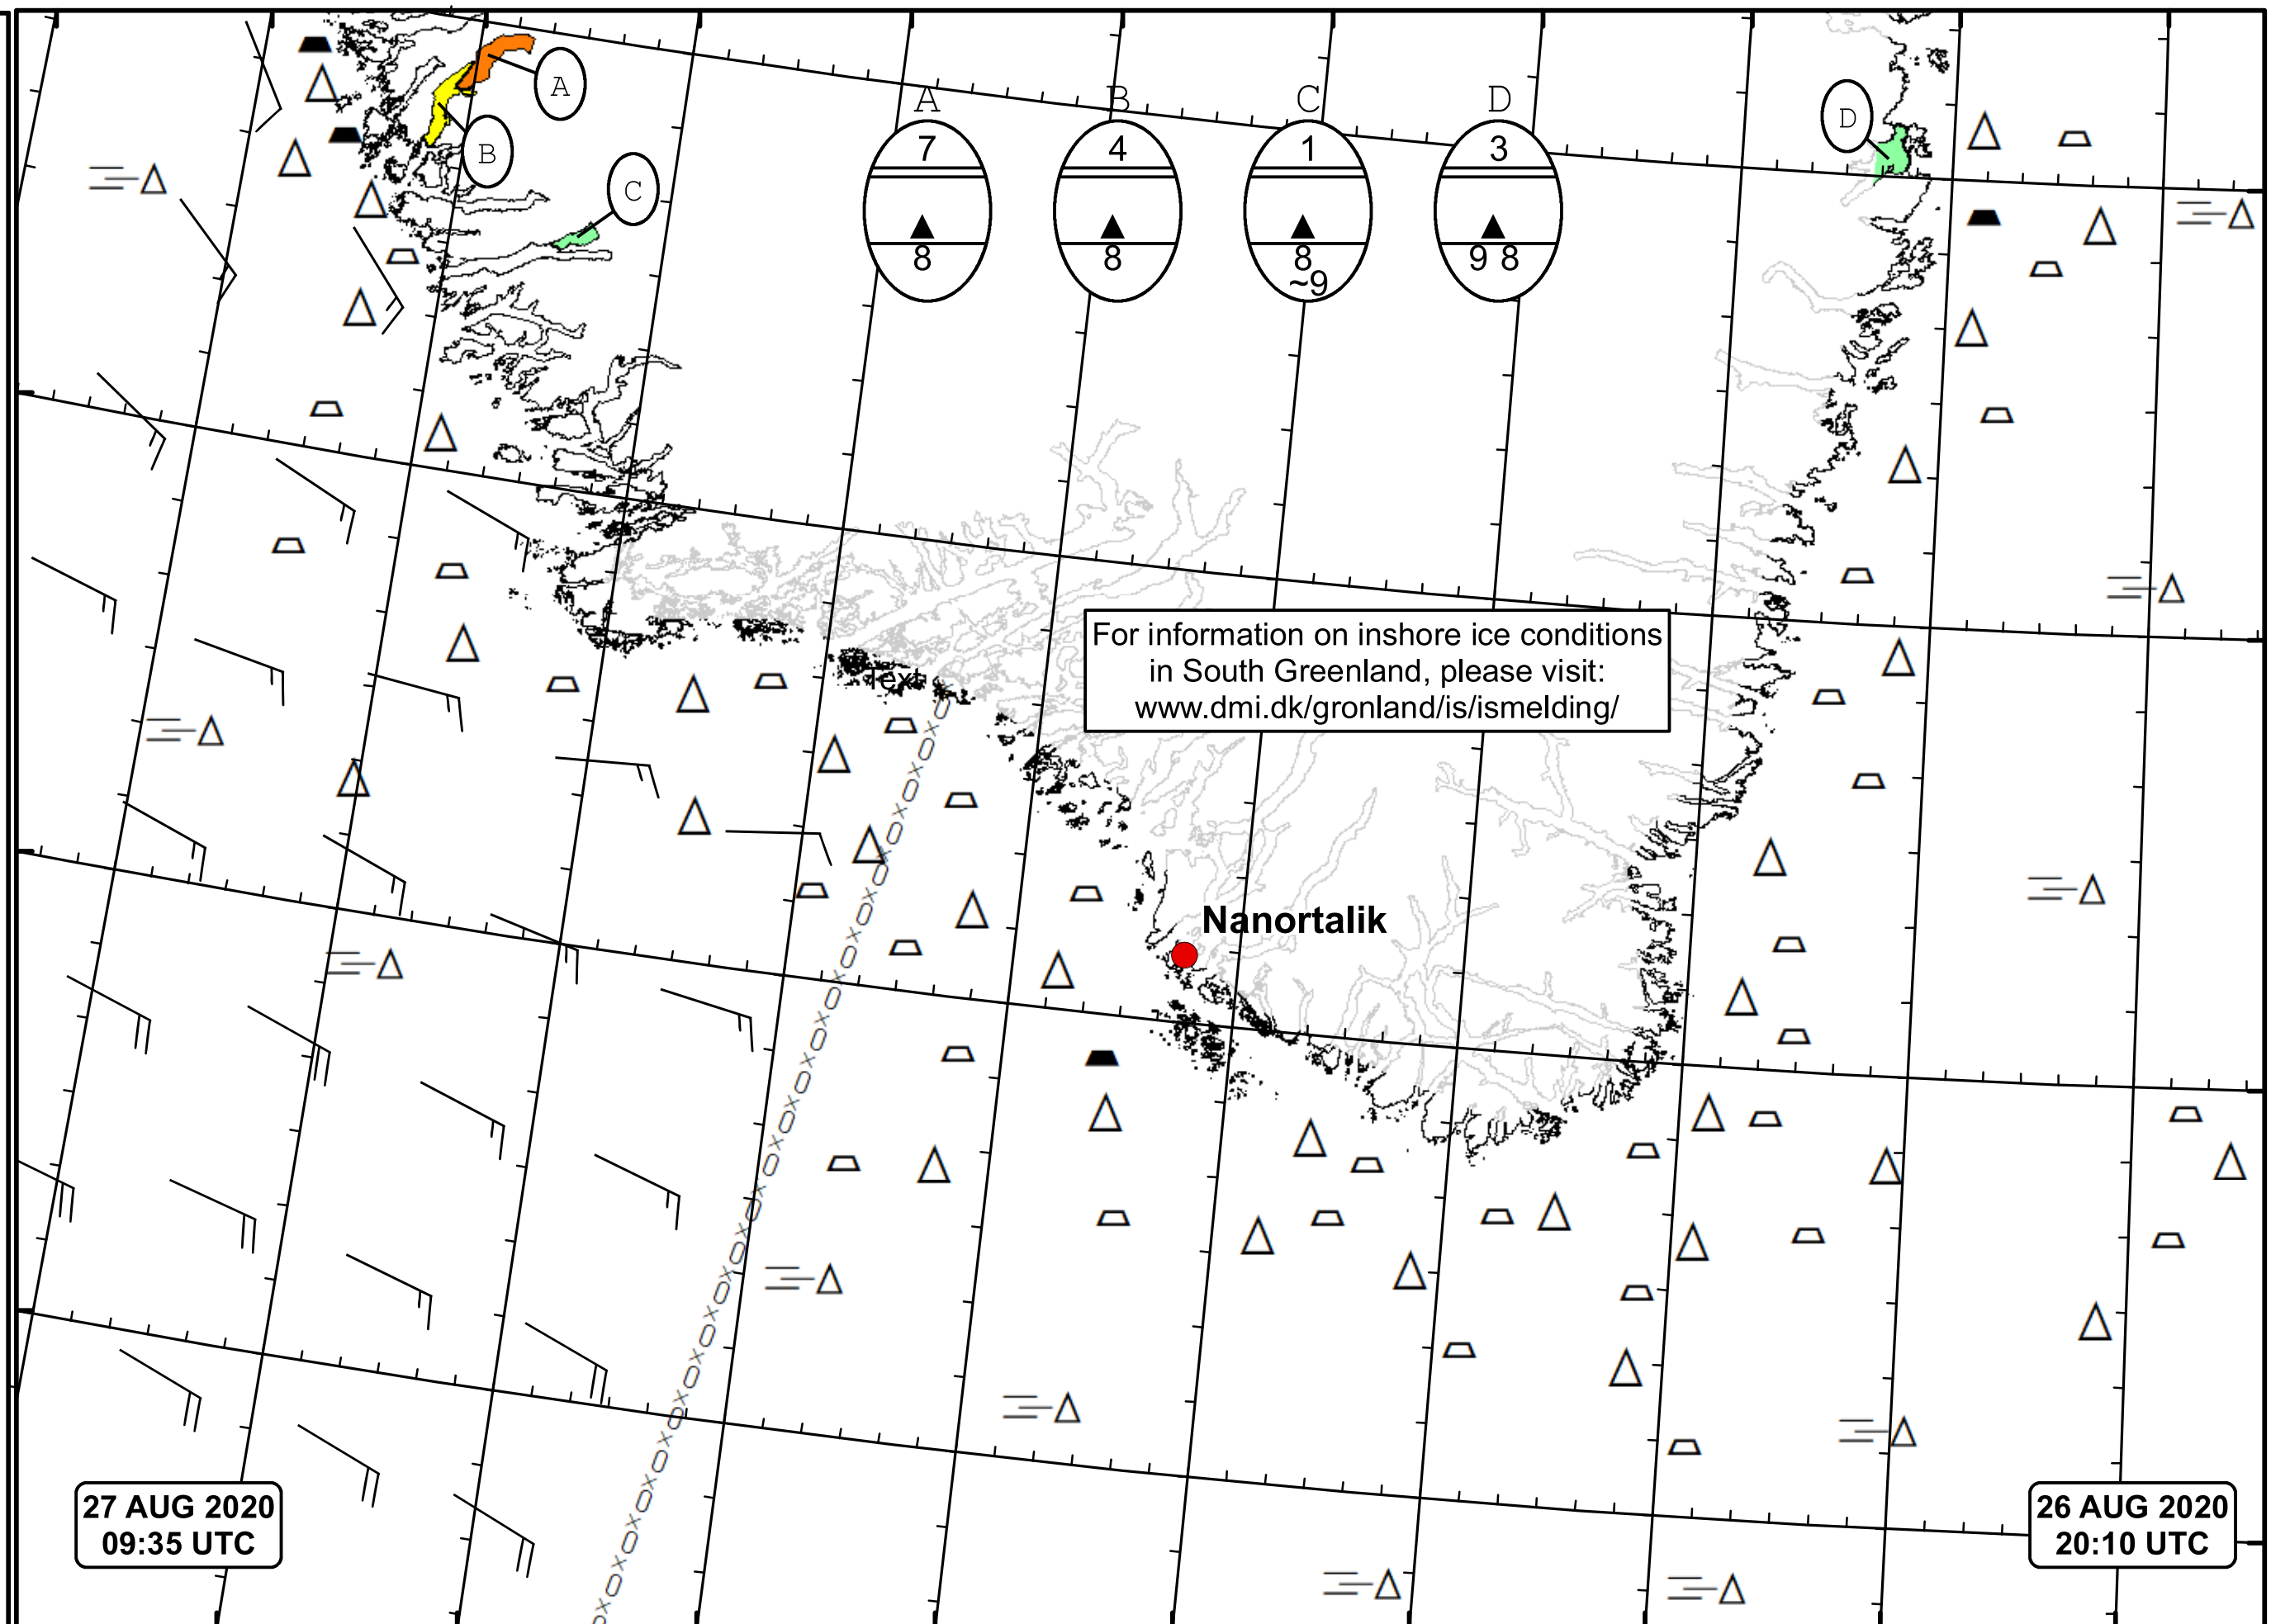 A
B
C
D
A B C D
7 4 1 3
8 8 8 9 8
~9
For information on inshore ice conditions
in South Greenland, please visit:
www.dmi.dk/gronland/is/ismelding/
Text
Nanortalik
27 AUG 2020
09:35 UTC
26 AUG 2020
20:10 UTC